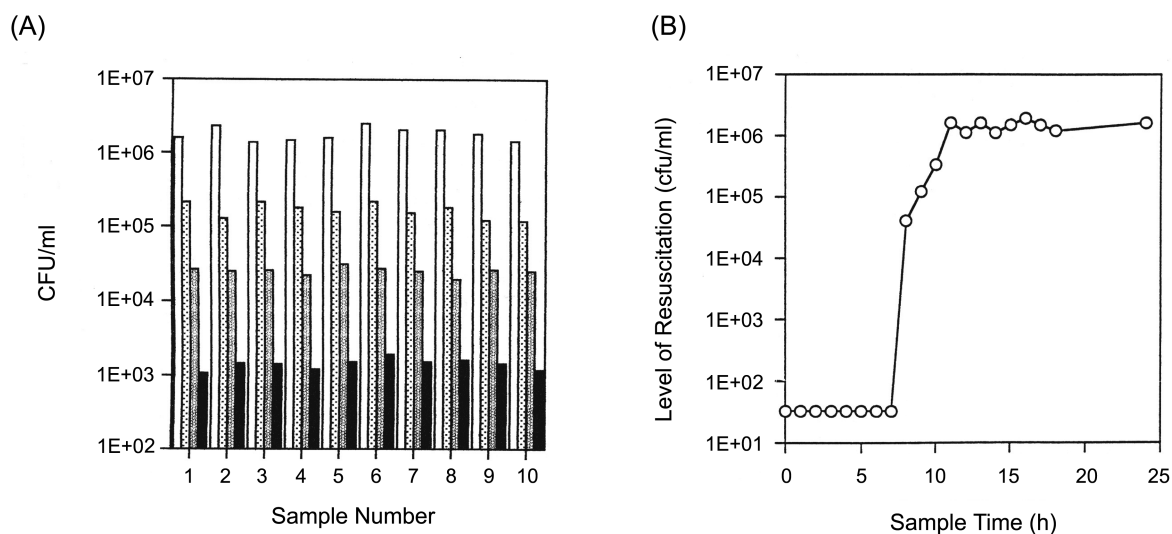 (A)
1E+07
1E+06
1E+05
1E+04
1E+03
1E+02
CFU/ml
1 2 3 4 5 6 7 8 9 10
Sample Number
(B)
1E+07
1E+06
1E+05
1E+04
1E+03
1E+02
1E+01
Level of Resuscitation (cfu/ml)
0 5 10 15 20 25
Sample Time (h)